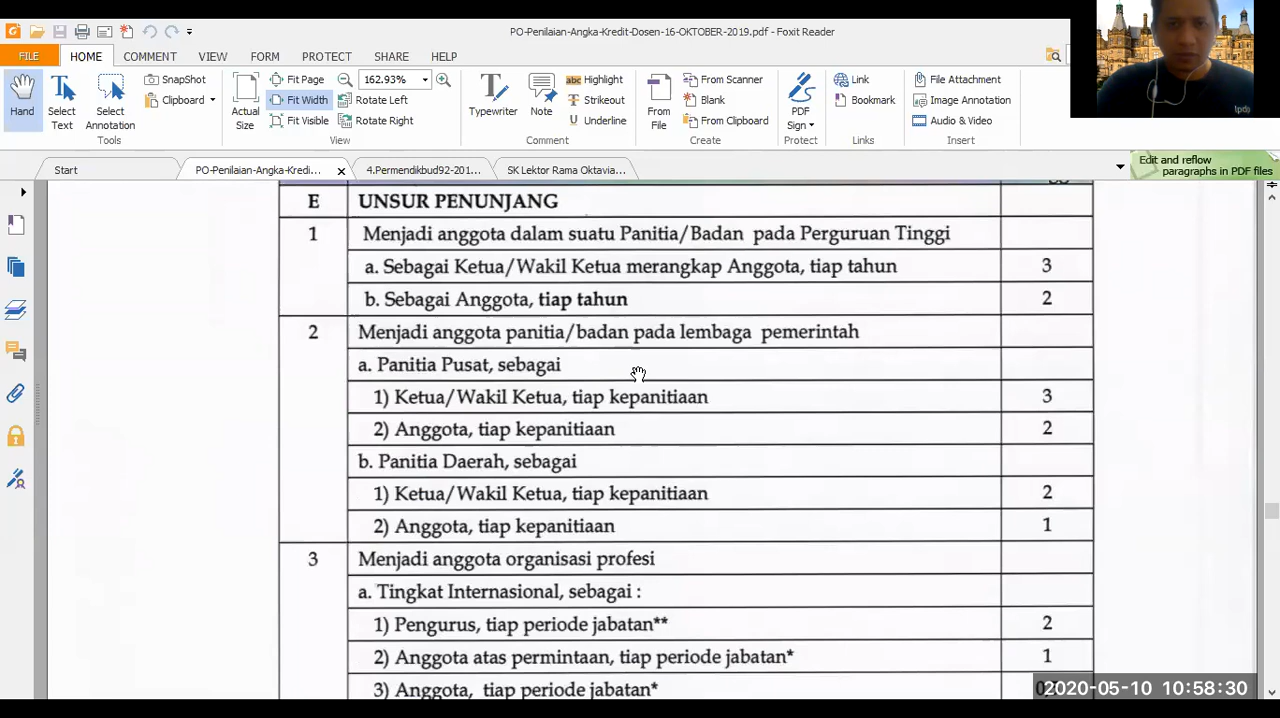 PO-Penilaian-Angka-Kredit-Dosen-16-OKTOBER-2019.pdf - Foxit Reader
FILE HOME COMMENT VIEW FORM PROTECT SHARE HELP
Hand
Select Text
Select Annotation
SnapShot
Clipboard
Tools
Actual Size
Fit Page
Fit Width
Fit Visible
162.93%
Rotate Left
Rotate Right
View
Typewriter
Note
Highlight
Strikeout
Underline
Comment
From File
From Scanner
Blank
From Clipboard
Create
PDF Sign
Protect
Link
Bookmark
Links
File Attachment
Image Annotation
Audio & Video
Insert
Start
PO-Penilaian-Angka-Kredi...
4.Permendikbud92-201...
SK Lektor Rama Oktavia...
Edit and reflow
paragraphs in PDF files
E UNSUR PENUNJANG
1 Menjadi anggota dalam suatu Panitia/Badan pada Perguruan Tinggi
a. Sebagai Ketua/Wakil Ketua merangkap Anggota, tiap tahun 3
b. Sebagai Anggota, tiap tahun 2
2 Menjadi anggota panitia/badan pada lembaga pemerintah
a. Panitia Pusat, sebagai
1) Ketua/Wakil Ketua, tiap kepanitiaan 3
2) Anggota, tiap kepanitiaan 2
b. Panitia Daerah, sebagai
1) Ketua/Wakil Ketua, tiap kepanitiaan 2
2) Anggota, tiap kepanitiaan 1
3 Menjadi anggota organisasi profesi
a. Tingkat Internasional, sebagai :
1) Pengurus, tiap periode jabatan** 2
2) Anggota atas permintaan, tiap periode jabatan* 1
3) Anggota, tiap periode jabatan*
2020-05-10 10:58:30